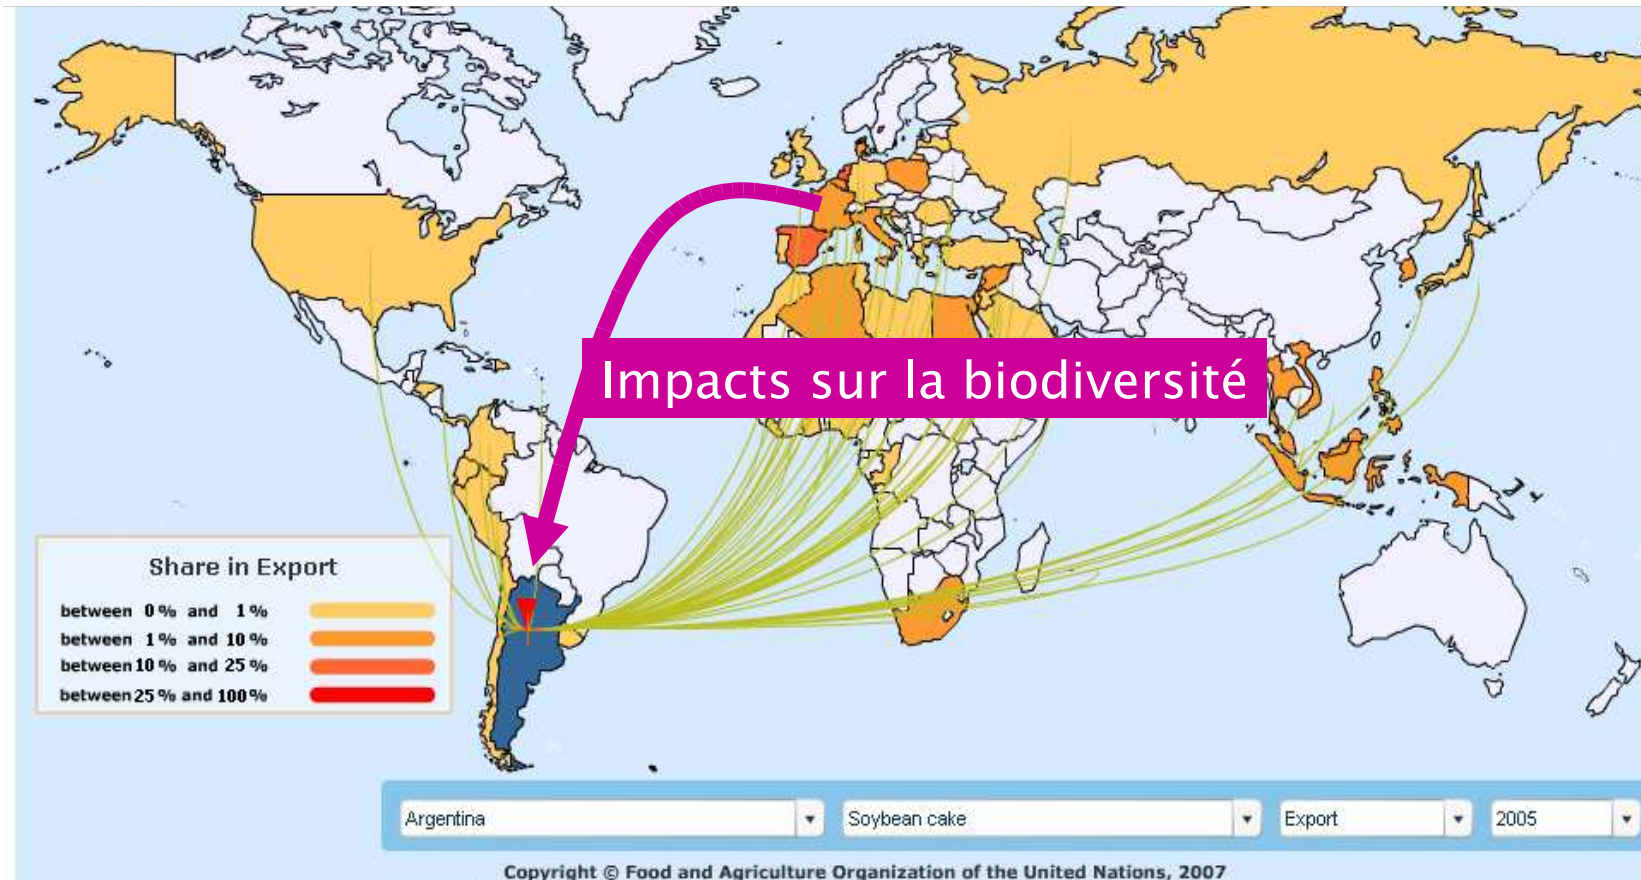 Impacts sur la biodiversité
Share in Export
between 0 % and 1 %
between 1 % and 10 %
between 10 % and 25 %
between 25 % and 100 %
Argentina
Soybean cake
Export
2005
Copyright © Food and Agriculture Organization of the United Nations, 2007